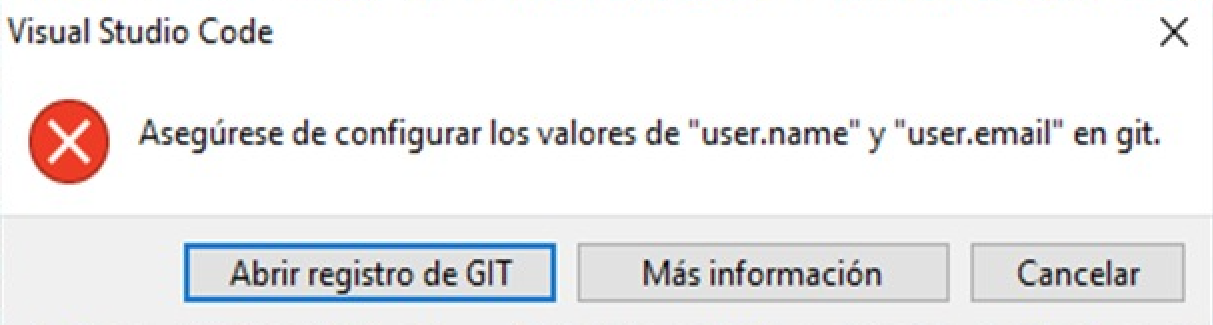 Visual Studio Code
Asegúrese de configurar los valores de "user.name" y "user.email" en git.
Abrir registro de GIT
Más información
Cancelar